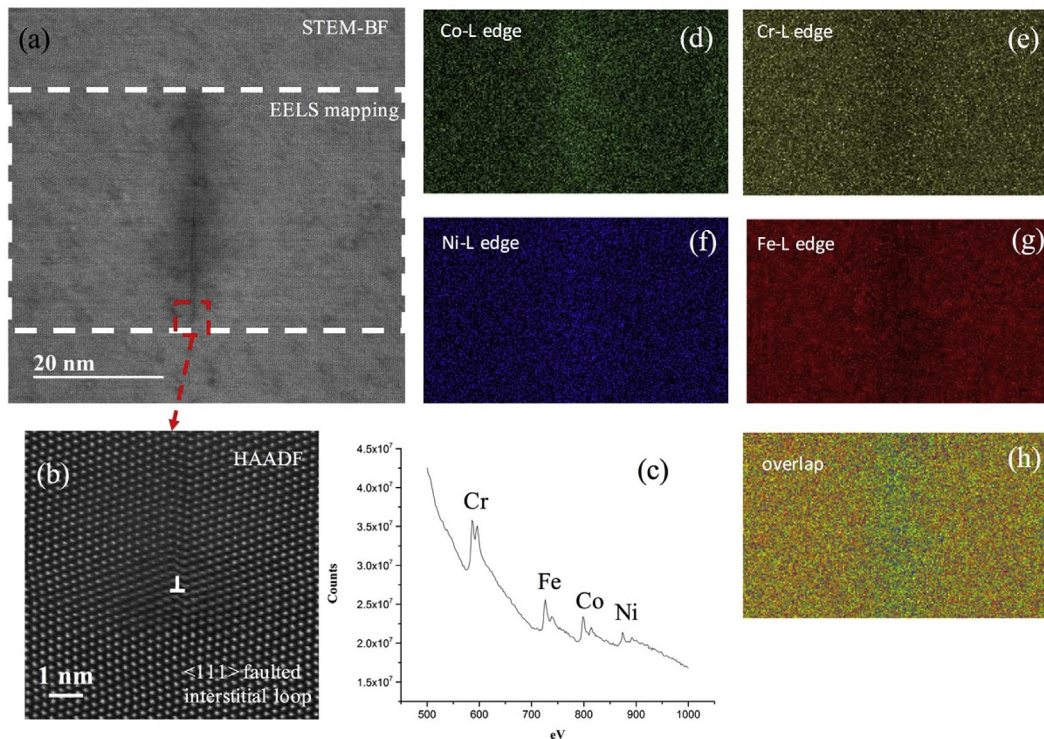 (a)
STEM-BF
EELS mapping
20 nm
Co-L edge
(d)
Cr-L edge
(e)
Ni-L edge
(f)
Fe-L edge
(g)
(b)
HAADF
1 nm
<111> faulted
interstitial loop
(c)
4.5x10⁷
4.0x10⁷
3.5x10⁷
3.0x10⁷
2.5x10⁷
2.0x10⁷
1.5x10⁷
Counts
Cr
Fe
Co
Ni
500 600 700 800 900 1000
eV
overlap
(h)